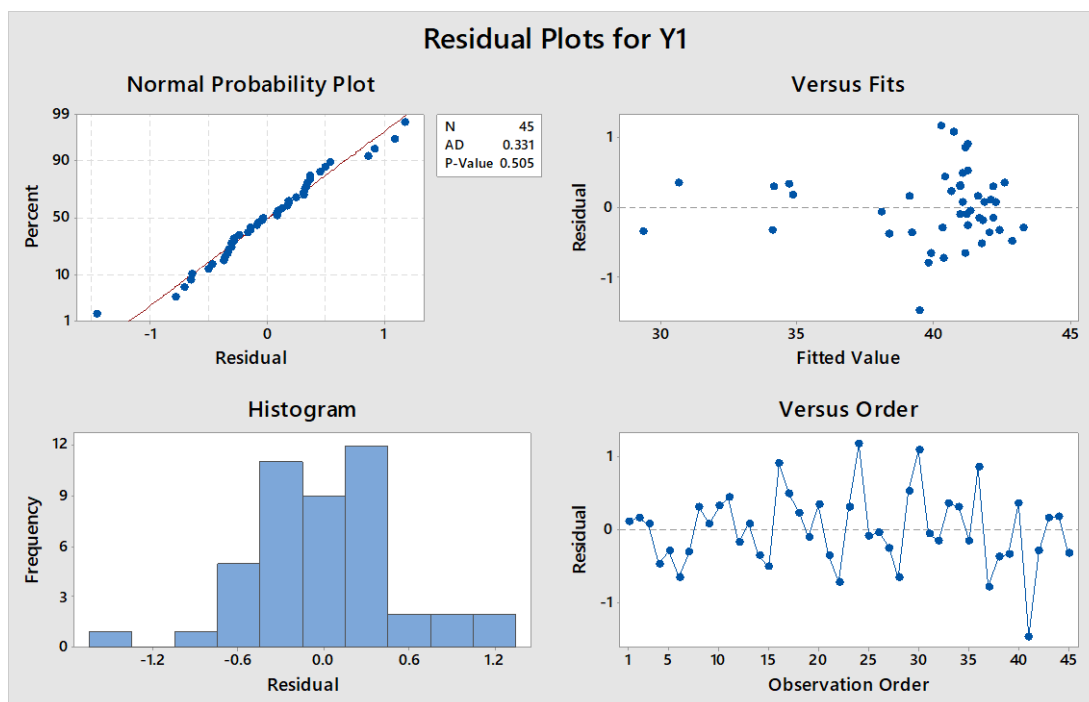 Residual Plots for Y1
Normal Probability Plot
99
90
50
10
1
Percent
-1
0
1
Residual
N 45
AD 0.331
P-Value 0.505
Versus Fits
1
0
-1
Residual
30
35
40
45
Fitted Value
Histogram
12
9
6
3
0
Frequency
-1.2
-0.6
0.0
0.6
1.2
Residual
Versus Order
1
0
-1
Residual
1
5
10
15
20
25
30
35
40
45
Observation Order